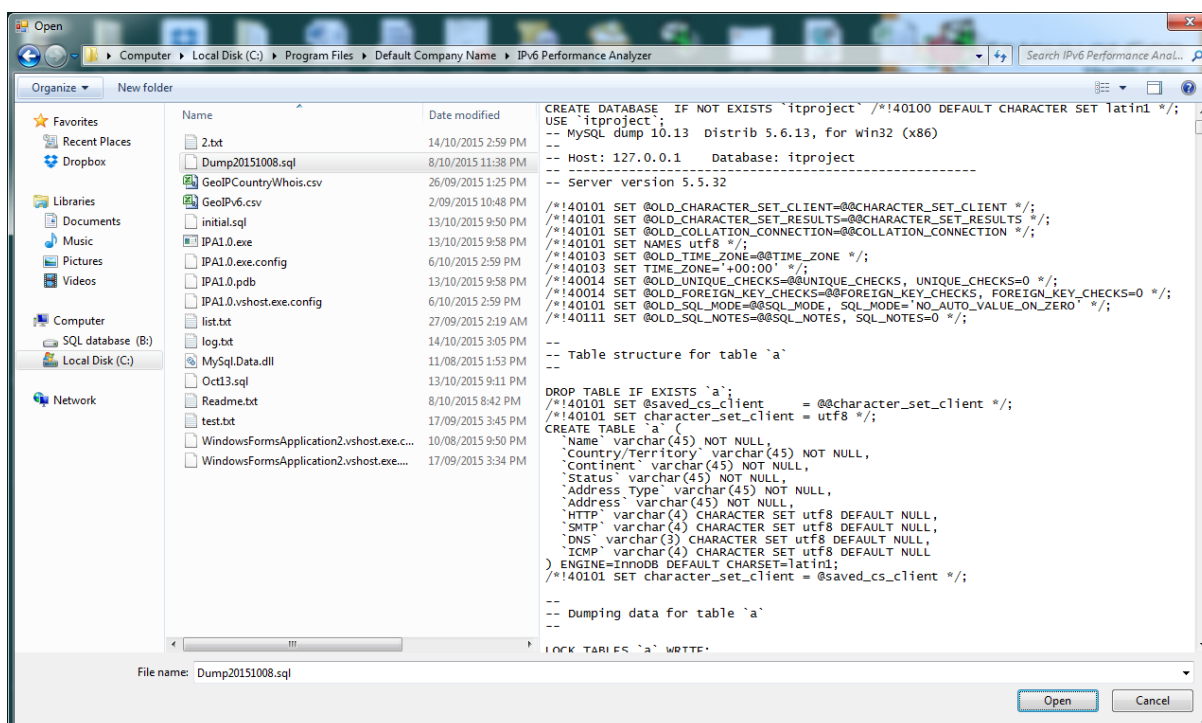 Open
Computer ▸ Local Disk (C:) ▸ Program Files ▸ Default Company Name ▸ IPv6 Performance Analyzer
Search IPv6 Performance Anal...
Organize
New folder
Favorites
Recent Places
Dropbox
Libraries
Documents
Music
Pictures
Videos
Computer
SQL database (B:)
Local Disk (C:)
Network
Name Date modified
2.txt 14/10/2015 2:59 PM
Dump20151008.sql 8/10/2015 11:38 PM
GeoIPCountryWhois.csv 26/09/2015 1:25 PM
GeoIPv6.csv 2/09/2015 10:48 PM
initial.sql 13/10/2015 9:50 PM
IPA1.0.exe 13/10/2015 9:58 PM
IPA1.0.exe.config 6/10/2015 2:59 PM
IPA1.0.pdb 13/10/2015 9:58 PM
IPA1.0.vshost.exe.config 6/10/2015 2:59 PM
list.txt 27/09/2015 2:19 AM
log.txt 14/10/2015 3:05 PM
MySql.Data.dll 11/08/2015 1:53 PM
Oct13.sql 13/10/2015 9:11 PM
Readme.txt 8/10/2015 8:42 PM
test.txt 17/09/2015 3:45 PM
WindowsFormsApplication2.vshost.exe.c... 10/08/2015 9:50 PM
WindowsFormsApplication2.vshost.exe.... 17/09/2015 3:34 PM
CREATE DATABASE  IF NOT EXISTS `itproject` /*!40100 DEFAULT CHARACTER SET latin1 */;
USE `itproject`;
-- MySQL dump 10.13  Distrib 5.6.13, for Win32 (x86)
--
-- Host: 127.0.0.1    Database: itproject
-- ------------------------------------------------------
-- Server version 5.5.32
/*!40101 SET @OLD_CHARACTER_SET_CLIENT=@@CHARACTER_SET_CLIENT */;
/*!40101 SET @OLD_CHARACTER_SET_RESULTS=@@CHARACTER_SET_RESULTS */;
/*!40101 SET @OLD_COLLATION_CONNECTION=@@COLLATION_CONNECTION */;
/*!40101 SET NAMES utf8 */;
/*!40103 SET @OLD_TIME_ZONE=@@TIME_ZONE */;
/*!40103 SET TIME_ZONE='+00:00' */;
/*!40014 SET @OLD_UNIQUE_CHECKS=@@UNIQUE_CHECKS, UNIQUE_CHECKS=0 */;
/*!40014 SET @OLD_FOREIGN_KEY_CHECKS=@@FOREIGN_KEY_CHECKS, FOREIGN_KEY_CHECKS=0 */;
/*!40101 SET @OLD_SQL_MODE=@@SQL_MODE, SQL_MODE='NO_AUTO_VALUE_ON_ZERO' */;
/*!40111 SET @OLD_SQL_NOTES=@@SQL_NOTES, SQL_NOTES=0 */;
--
-- Table structure for table `a`
--
DROP TABLE IF EXISTS `a`;
/*!40101 SET @saved_cs_client     = @@character_set_client */;
/*!40101 SET character_set_client = utf8 */;
CREATE TABLE `a` (
`Name` varchar(45) NOT NULL,
`Country/Territory` varchar(45) NOT NULL,
`Continent` varchar(45) NOT NULL,
`Status` varchar(45) NOT NULL,
`Address Type` varchar(45) NOT NULL,
`Address` varchar(45) NOT NULL,
`HTTP` varchar(4) CHARACTER SET utf8 DEFAULT NULL,
`SMTP` varchar(4) CHARACTER SET utf8 DEFAULT NULL,
`DNS` varchar(3) CHARACTER SET utf8 DEFAULT NULL,
`ICMP` varchar(4) CHARACTER SET utf8 DEFAULT NULL
) ENGINE=InnoDB DEFAULT CHARSET=latin1;
/*!40101 SET character_set_client = @saved_cs_client */;
--
-- Dumping data for table `a`
--
LOCK TABLES `a` WRITE;
File name: Dump20151008.sql
Open
Cancel